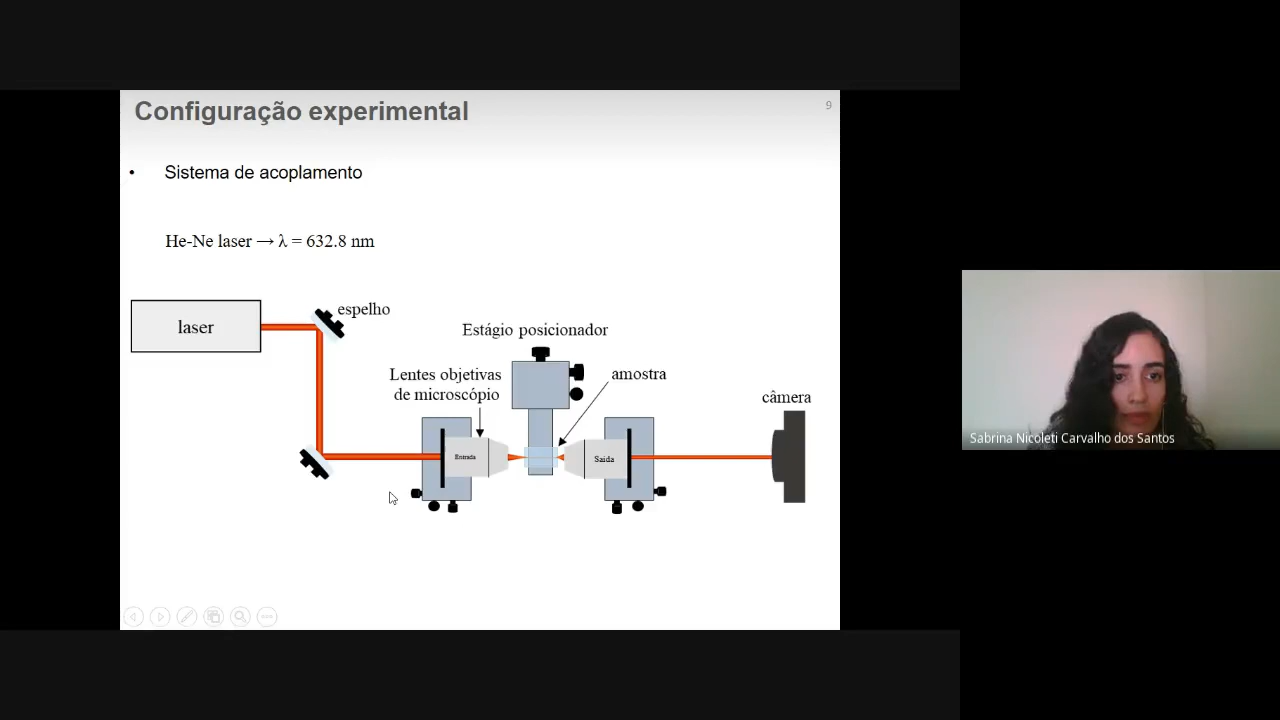 Configuração experimental
9
• Sistema de acoplamento
He-Ne laser → λ = 632.8 nm
laser
espelho
Estágio posicionador
Lentes objetivas
de microscópio
amostra
câmera
Entrada
Saída
Sabrina Nicoleti Carvalho dos Santos